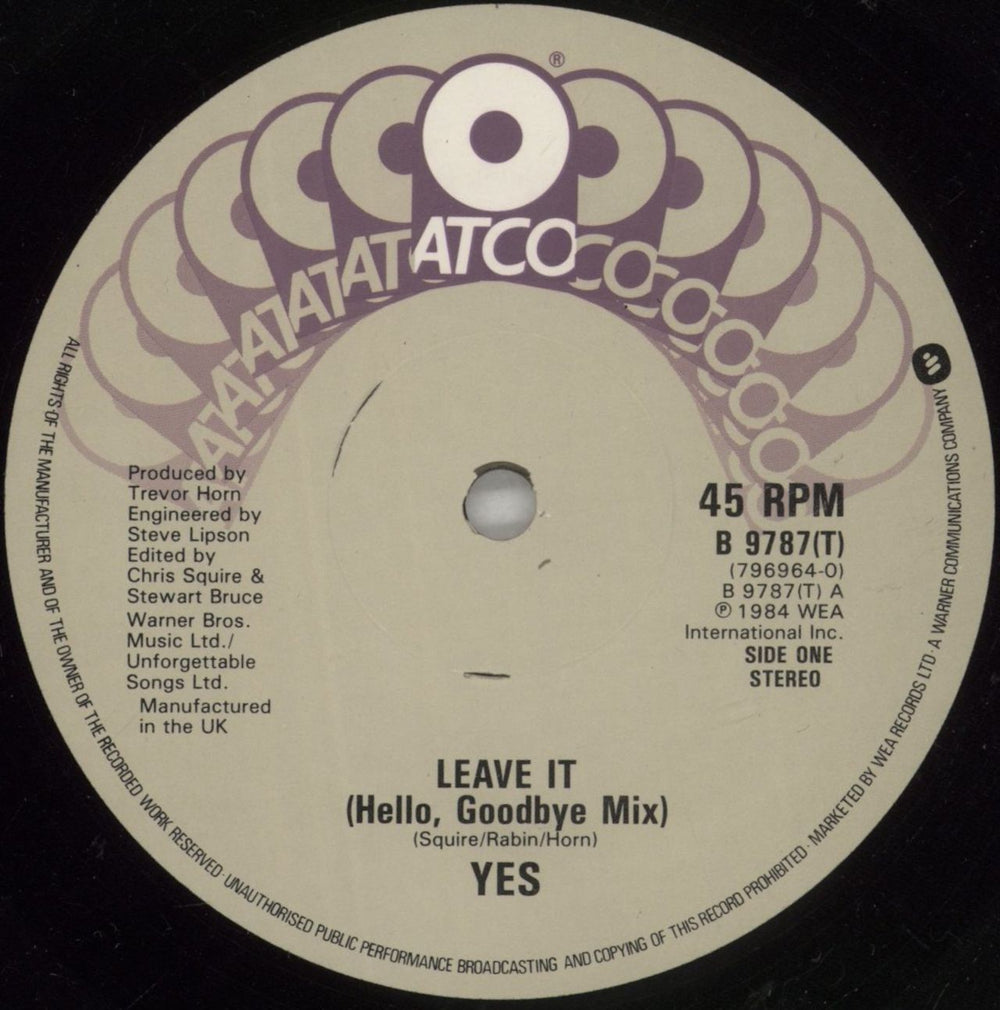 ®
ATCO
Produced by
Trevor Horn
Engineered by
Steve Lipson
Edited by
Chris Squire &
Stewart Bruce
Warner Bros.
Music Ltd./
Unforgettable
Songs Ltd.
Manufactured
in the UK
45 RPM
B 9787(T)
(796964-0)
B 9787(T) A
℗ 1984 WEA
International Inc.
SIDE ONE
STEREO
LEAVE IT
(Hello, Goodbye Mix)
(Squire/Rabin/Horn)
YES
ALL RIGHTS OF THE MANUFACTURER AND OF THE OWNER OF THE RECORDED WORK RESERVED · UNAUTHORISED PUBLIC PERFORMANCE BROADCASTING AND COPYING OF THIS RECORD PROHIBITED · MARKETED BY WEA RECORDS LTD · A WARNER COMMUNICATIONS COMPANY